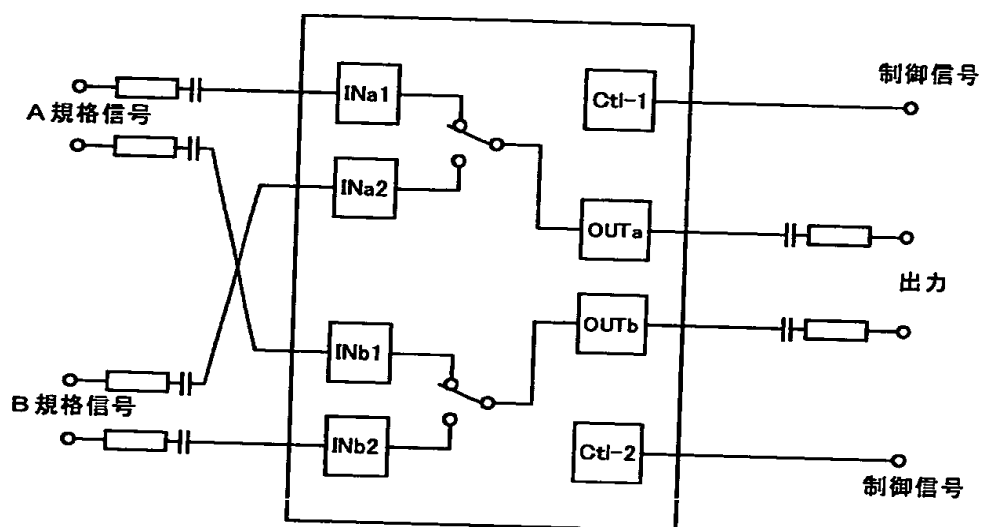 制御信号
INa1
Ctl-1
A規格信号
INa2
OUTa
出力
OUTb
INb1
B規格信号
INb2
Ctl-2
制御信号